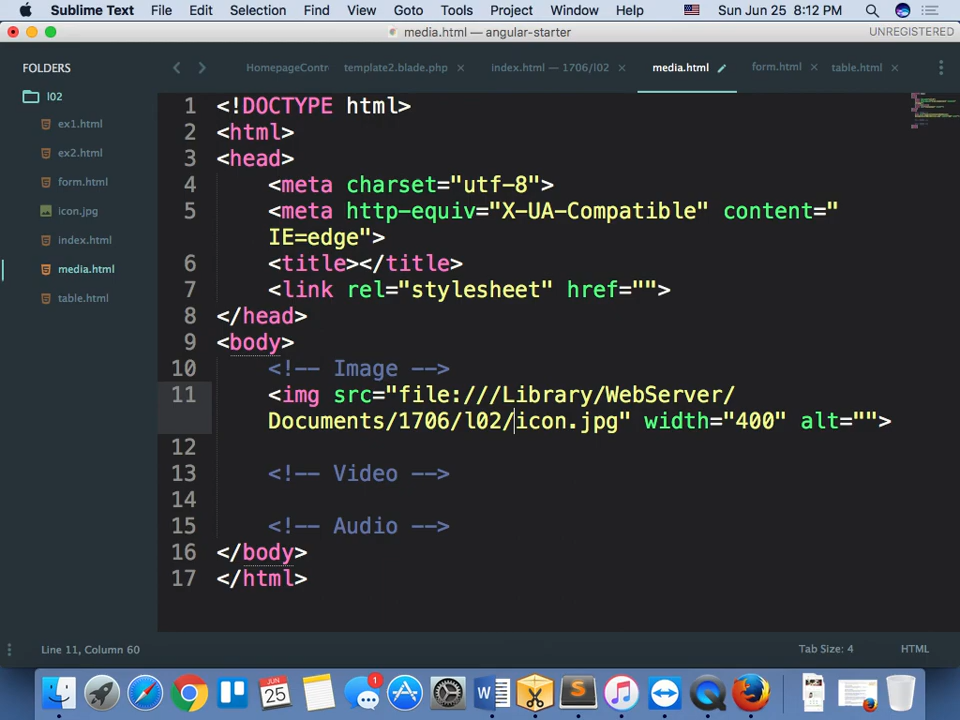 Sublime Text File Edit Selection Find View Goto Tools Project Window Help Sun Jun 25 8:12 PM
media.html — angular-starter UNREGISTERED
FOLDERS
l02
ex1.html
ex2.html
form.html
icon.jpg
index.html
media.html
table.html
HomepageContr template2.blade.php × index.html — 1706/l02 × media.html form.html × table.html ×
1 <!DOCTYPE html>
2 <html>
3 <head>
4 <meta charset="utf-8">
5 <meta http-equiv="X-UA-Compatible" content="
IE=edge">
6 <title></title>
7 <link rel="stylesheet" href="">
8 </head>
9 <body>
10 <!-- Image -->
11 <img src="file:///Library/WebServer/
Documents/1706/l02/icon.jpg" width="400" alt="">
12
13 <!-- Video -->
14
15 <!-- Audio -->
16 </body>
17 </html>
Line 11, Column 60 Tab Size: 4 HTML
JUN
25
1